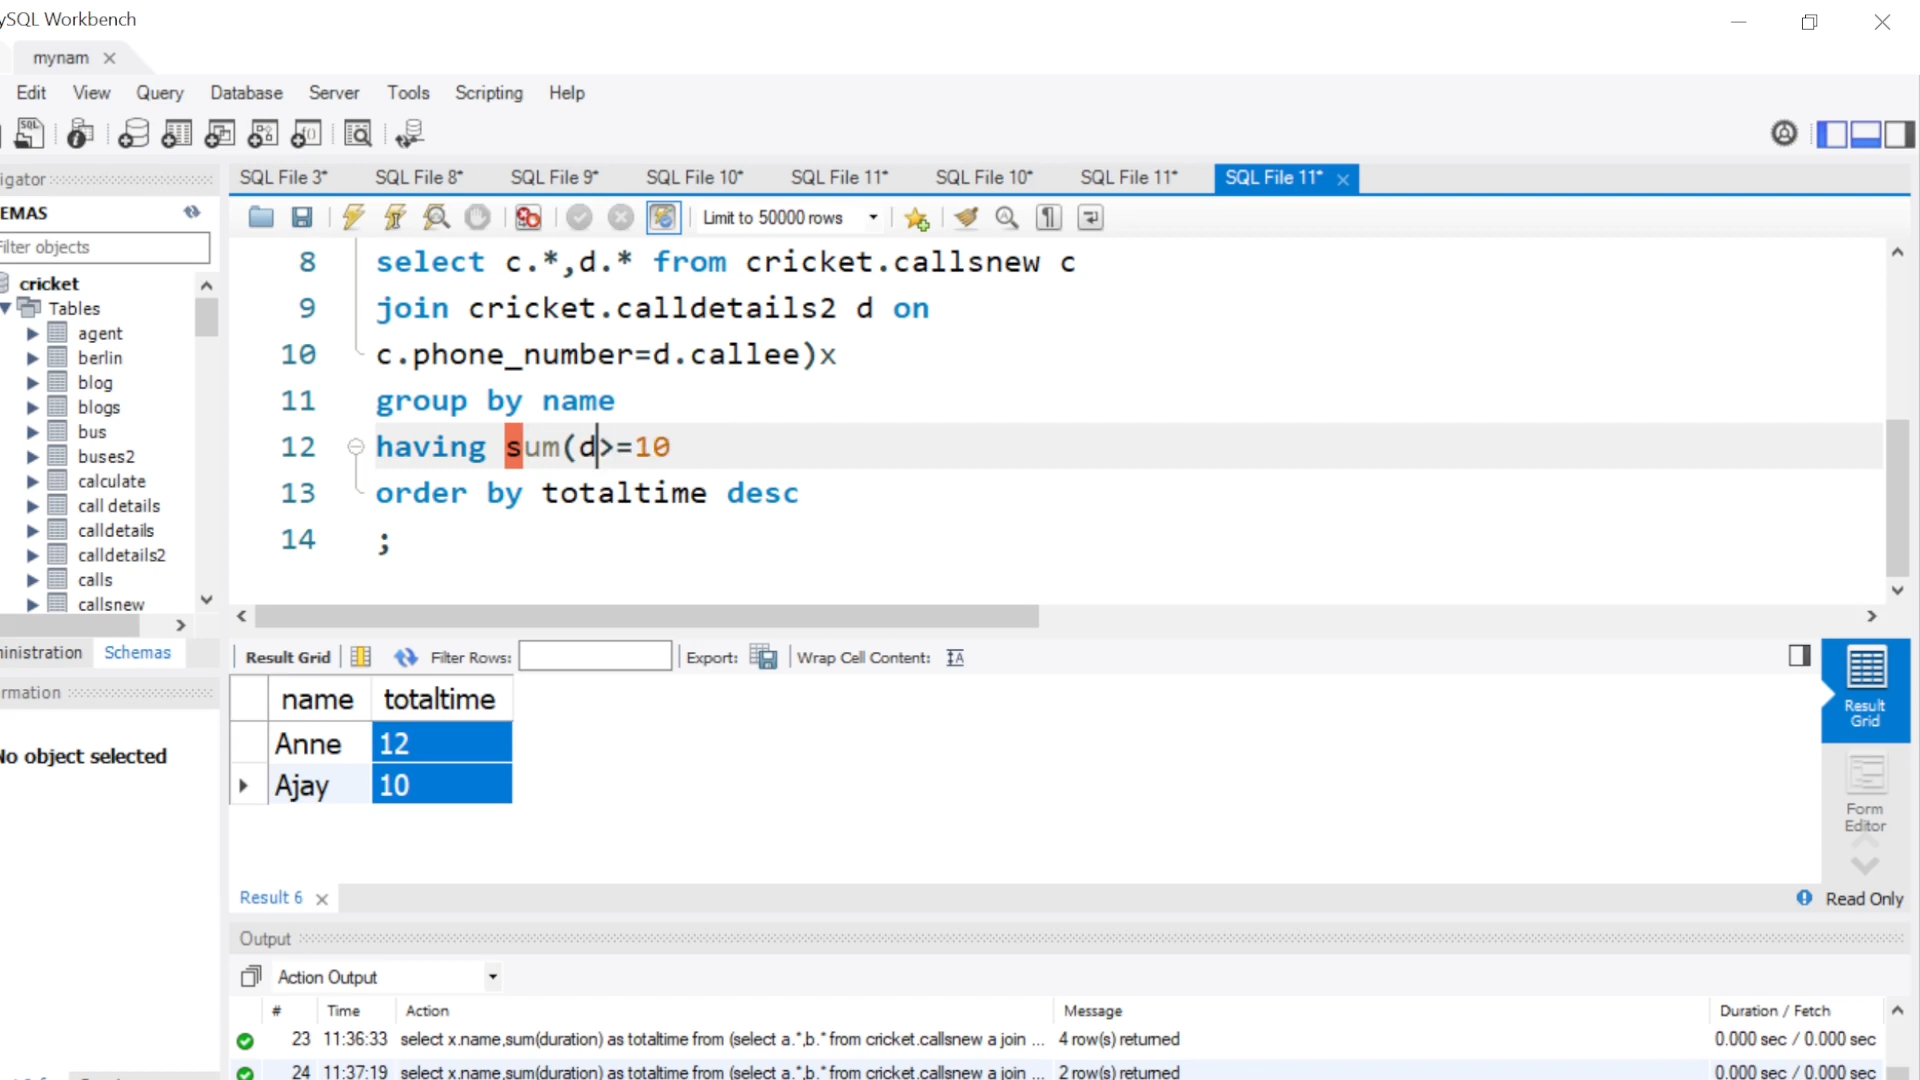 ySQL Workbench
mynam
Edit View Query Database Server Tools Scripting Help
SQL
igator
SQL File 3* SQL File 8* SQL File 9* SQL File 10* SQL File 11* SQL File 10* SQL File 11* SQL File 11*
EMAS
Limit to 50000 rows
Filter objects
cricket
Tables
agent
berlin
blog
blogs
bus
buses2
calculate
call details
calldetails
calldetails2
calls
callsnew
8 select c.*,d.* from cricket.callsnew c
9 join cricket.calldetails2 d on
10 c.phone_number=d.callee)x
11 group by name
12 having sum(d>=10
13 order by totaltime desc
14 ;
ninistration Schemas
rmation
No object selected
Result Grid Filter Rows: Export: Wrap Cell Content:
name totaltime
Anne 12
Ajay 10
Result Grid
Form Editor
Result 6
Read Only
Output
Action Output
# Time Action Message Duration / Fetch
23 11:36:33 select x.name,sum(duration) as totaltime from (select a.*,b.* from cricket.callsnew a join ... 4 row(s) returned 0.000 sec / 0.000 sec
24 11:37:19 select x.name,sum(duration) as totaltime from (select a.*,b.* from cricket.callsnew a join ... 2 row(s) returned 0.000 sec / 0.000 sec